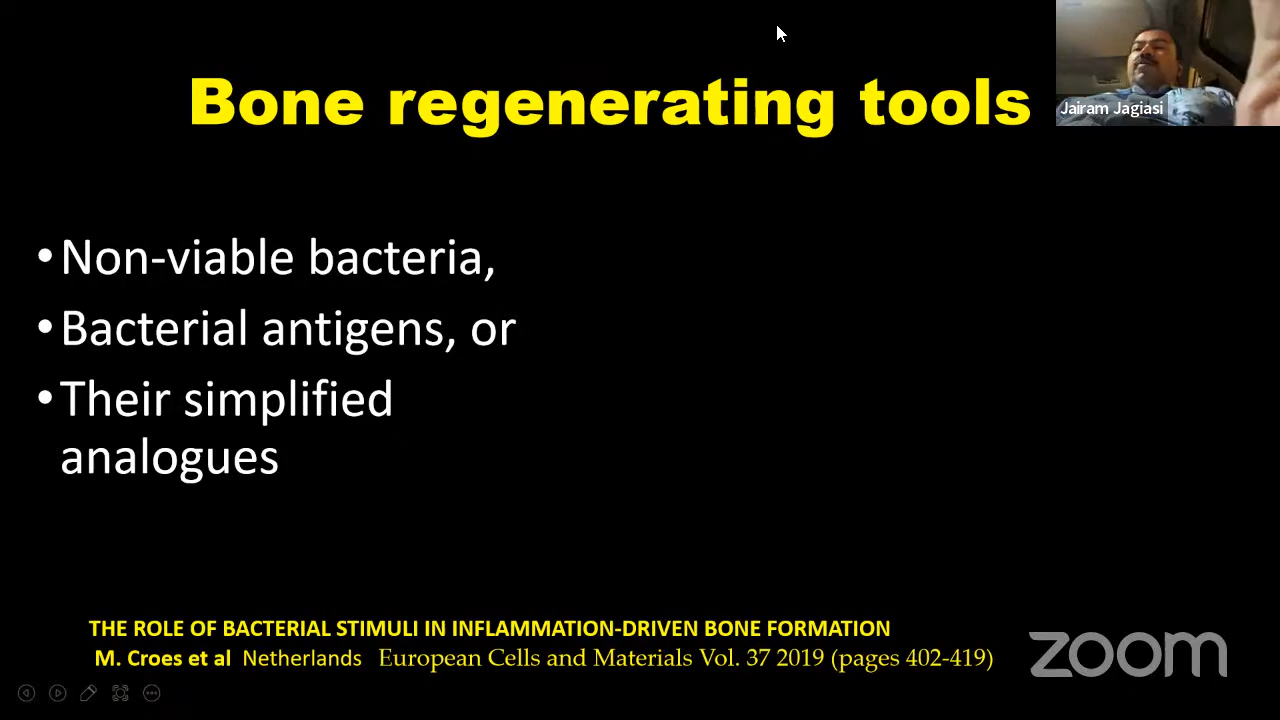 Bone regenerating tools
Jairam Jagiasi
•Non-viable bacteria,
•Bacterial antigens, or
•Their simplified
analogues
THE ROLE OF BACTERIAL STIMULI IN INFLAMMATION-DRIVEN BONE FORMATION
M. Croes et al Netherlands European Cells and Materials Vol. 37 2019 (pages 402-419)
zoom